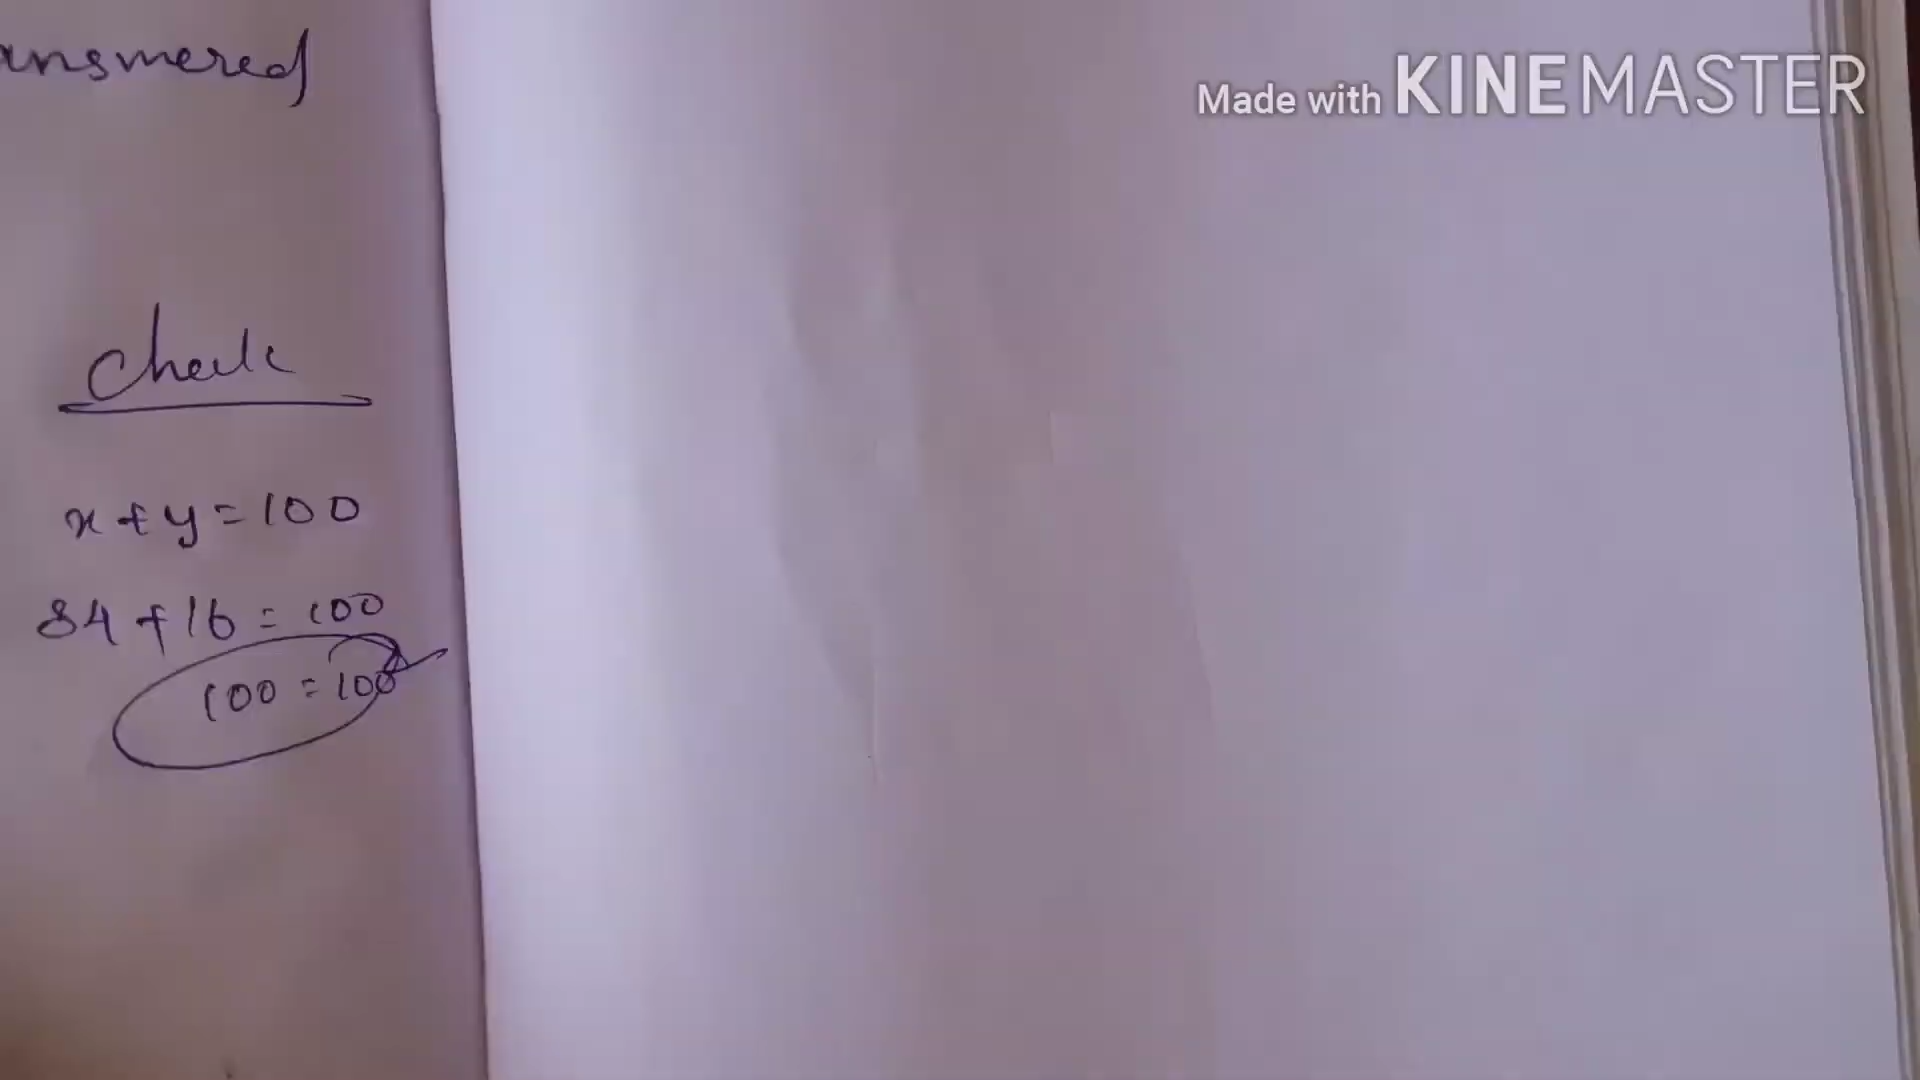 answered
Made with KINEMASTER
Check
x + y = 100
84 + 16 = 100
100 = 100